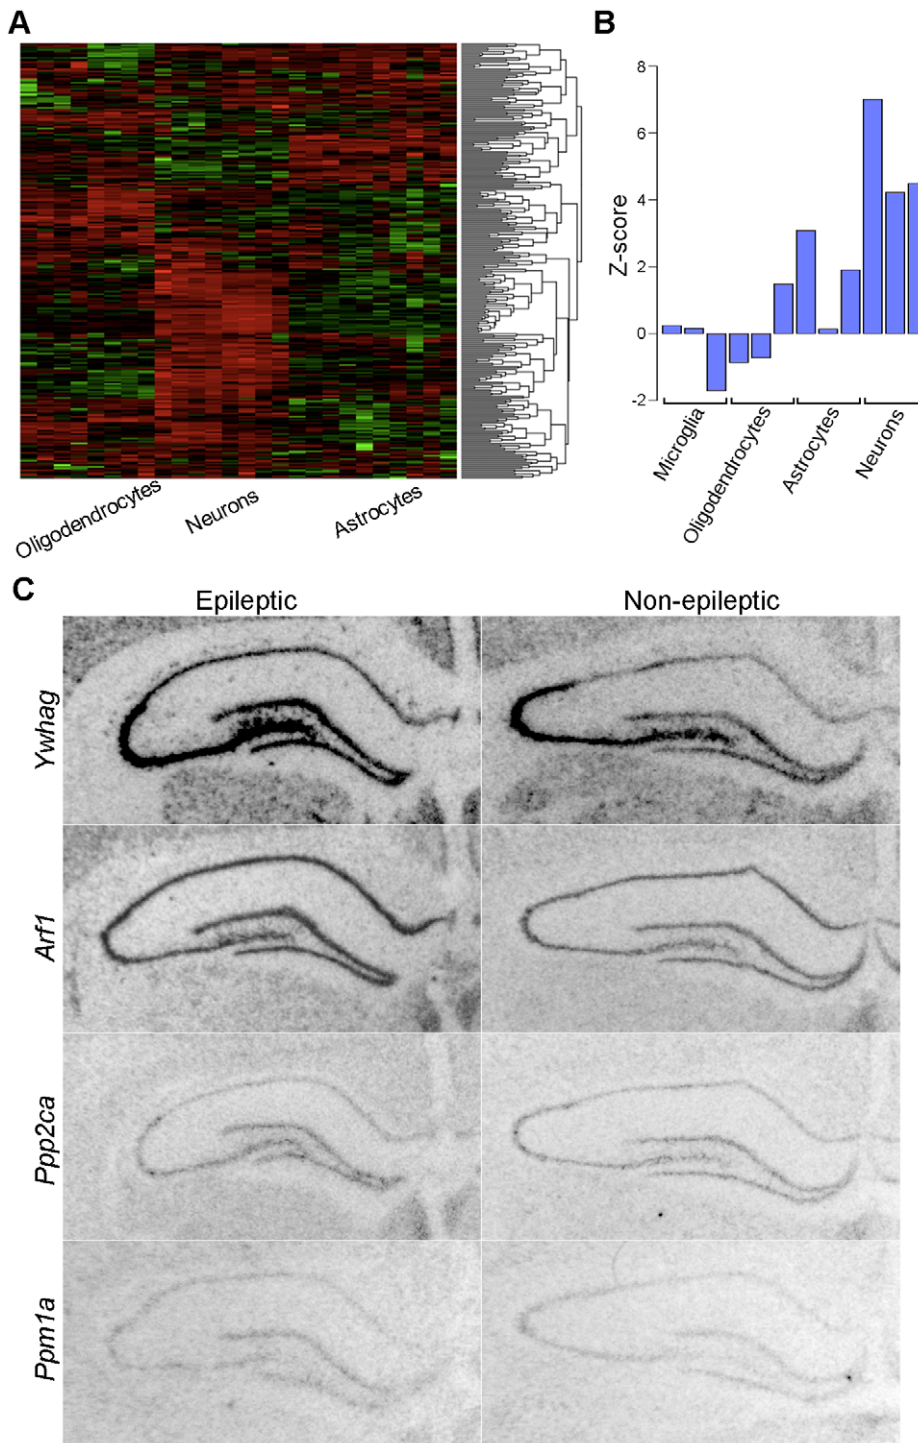 A
B
8
6
4
2
0
-2
Z-score
Oligodendrocytes
Neurons
Astrocytes
Microglia
Oligodendrocytes
Astrocytes
Neurons
C
Epileptic
Non-epileptic
Ywhag
Arf1
Ppp2ca
Ppm1a